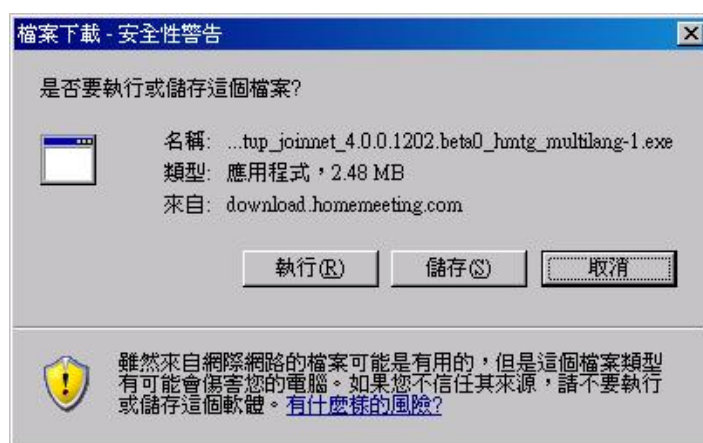 檔案下載 - 安全性警告
是否要執行或儲存這個檔案?
名稱: ...tup_joinnet_4.0.0.1202.beta0_hmtg_multilang-1.exe
類型: 應用程式,2.48 MB
來自: download.homemeeting.com
執行(R) 儲存(S) 取消
雖然來自網際網路的檔案可能是有用的,但是這個檔案類型
有可能會傷害您的電腦。如果您不信任其來源,請不要執行
或儲存這個軟體。有什麼樣的風險?